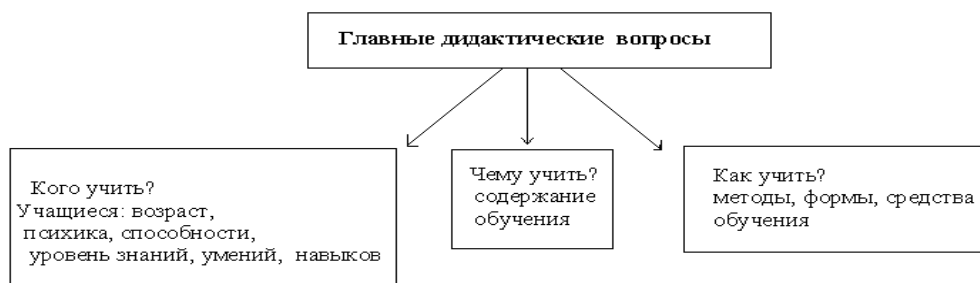 Главные дидактические вопросы
Кого учить?
Учащиеся: возраст,
психика, способности,
уровень знаний, умений, навыков
Чему учить?
содержание
обучения
Как учить?
методы, формы, средства
обучения